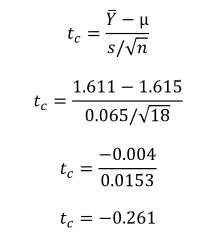 t_c = (Ȳ − μ) / (s/√n)
t_c = (1.611 − 1.615) / (0.065/√18)
t_c = −0.004 / 0.0153
t_c = −0.261